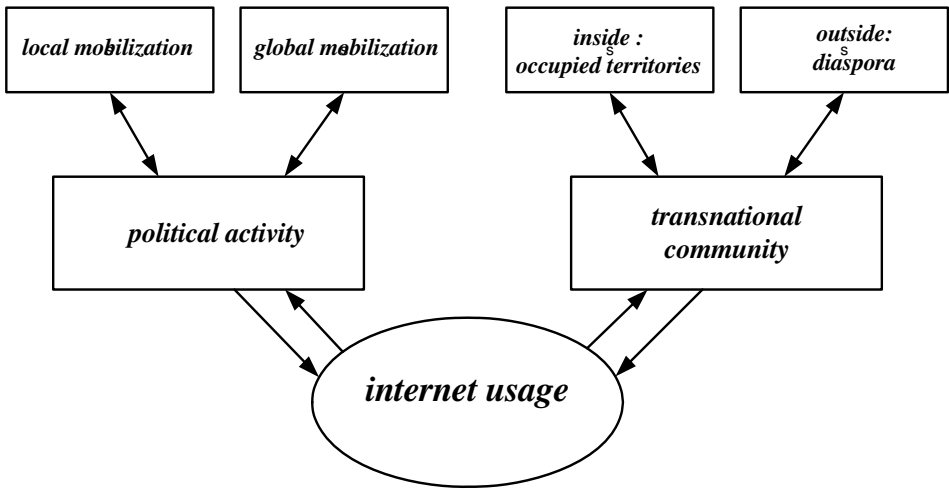 local mobilization
global mobilization
inside :
occupied territories
outside:
diaspora
s
s
political activity
transnational
community
internet usage